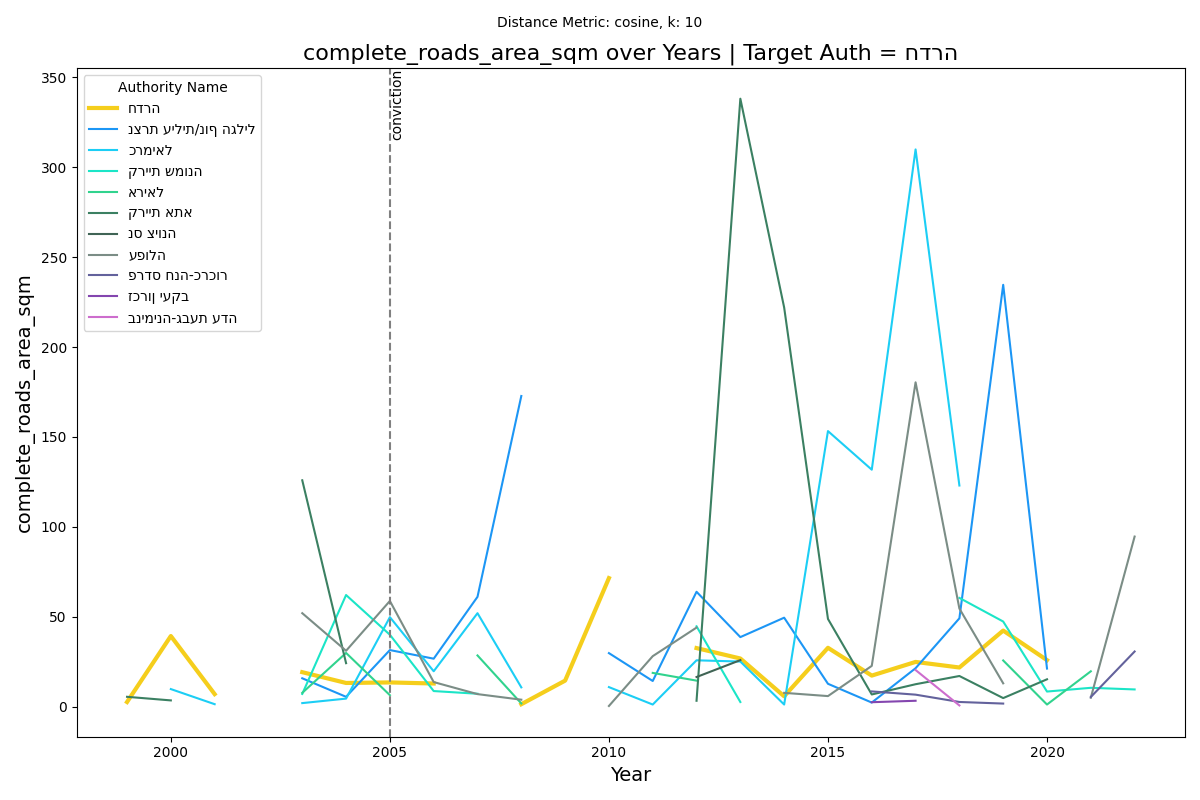 Distance Metric: cosine, k: 10
complete_roads_area_sqm over Years | Target Auth = חדרה
350
300
250
200
150
100
50
0
complete_roads_area_sqm
Authority Name
חדרה
נצרת עילית/נוף הגליל
כרמיאל
קריית שמונה
אריאל
קריית אתא
נס ציונה
עפולה
פרדס חנה-כרכור
זכרון יעקב
בנימינה-גבעת עדה
conviction
2000 2005 2010 2015 2020
Year